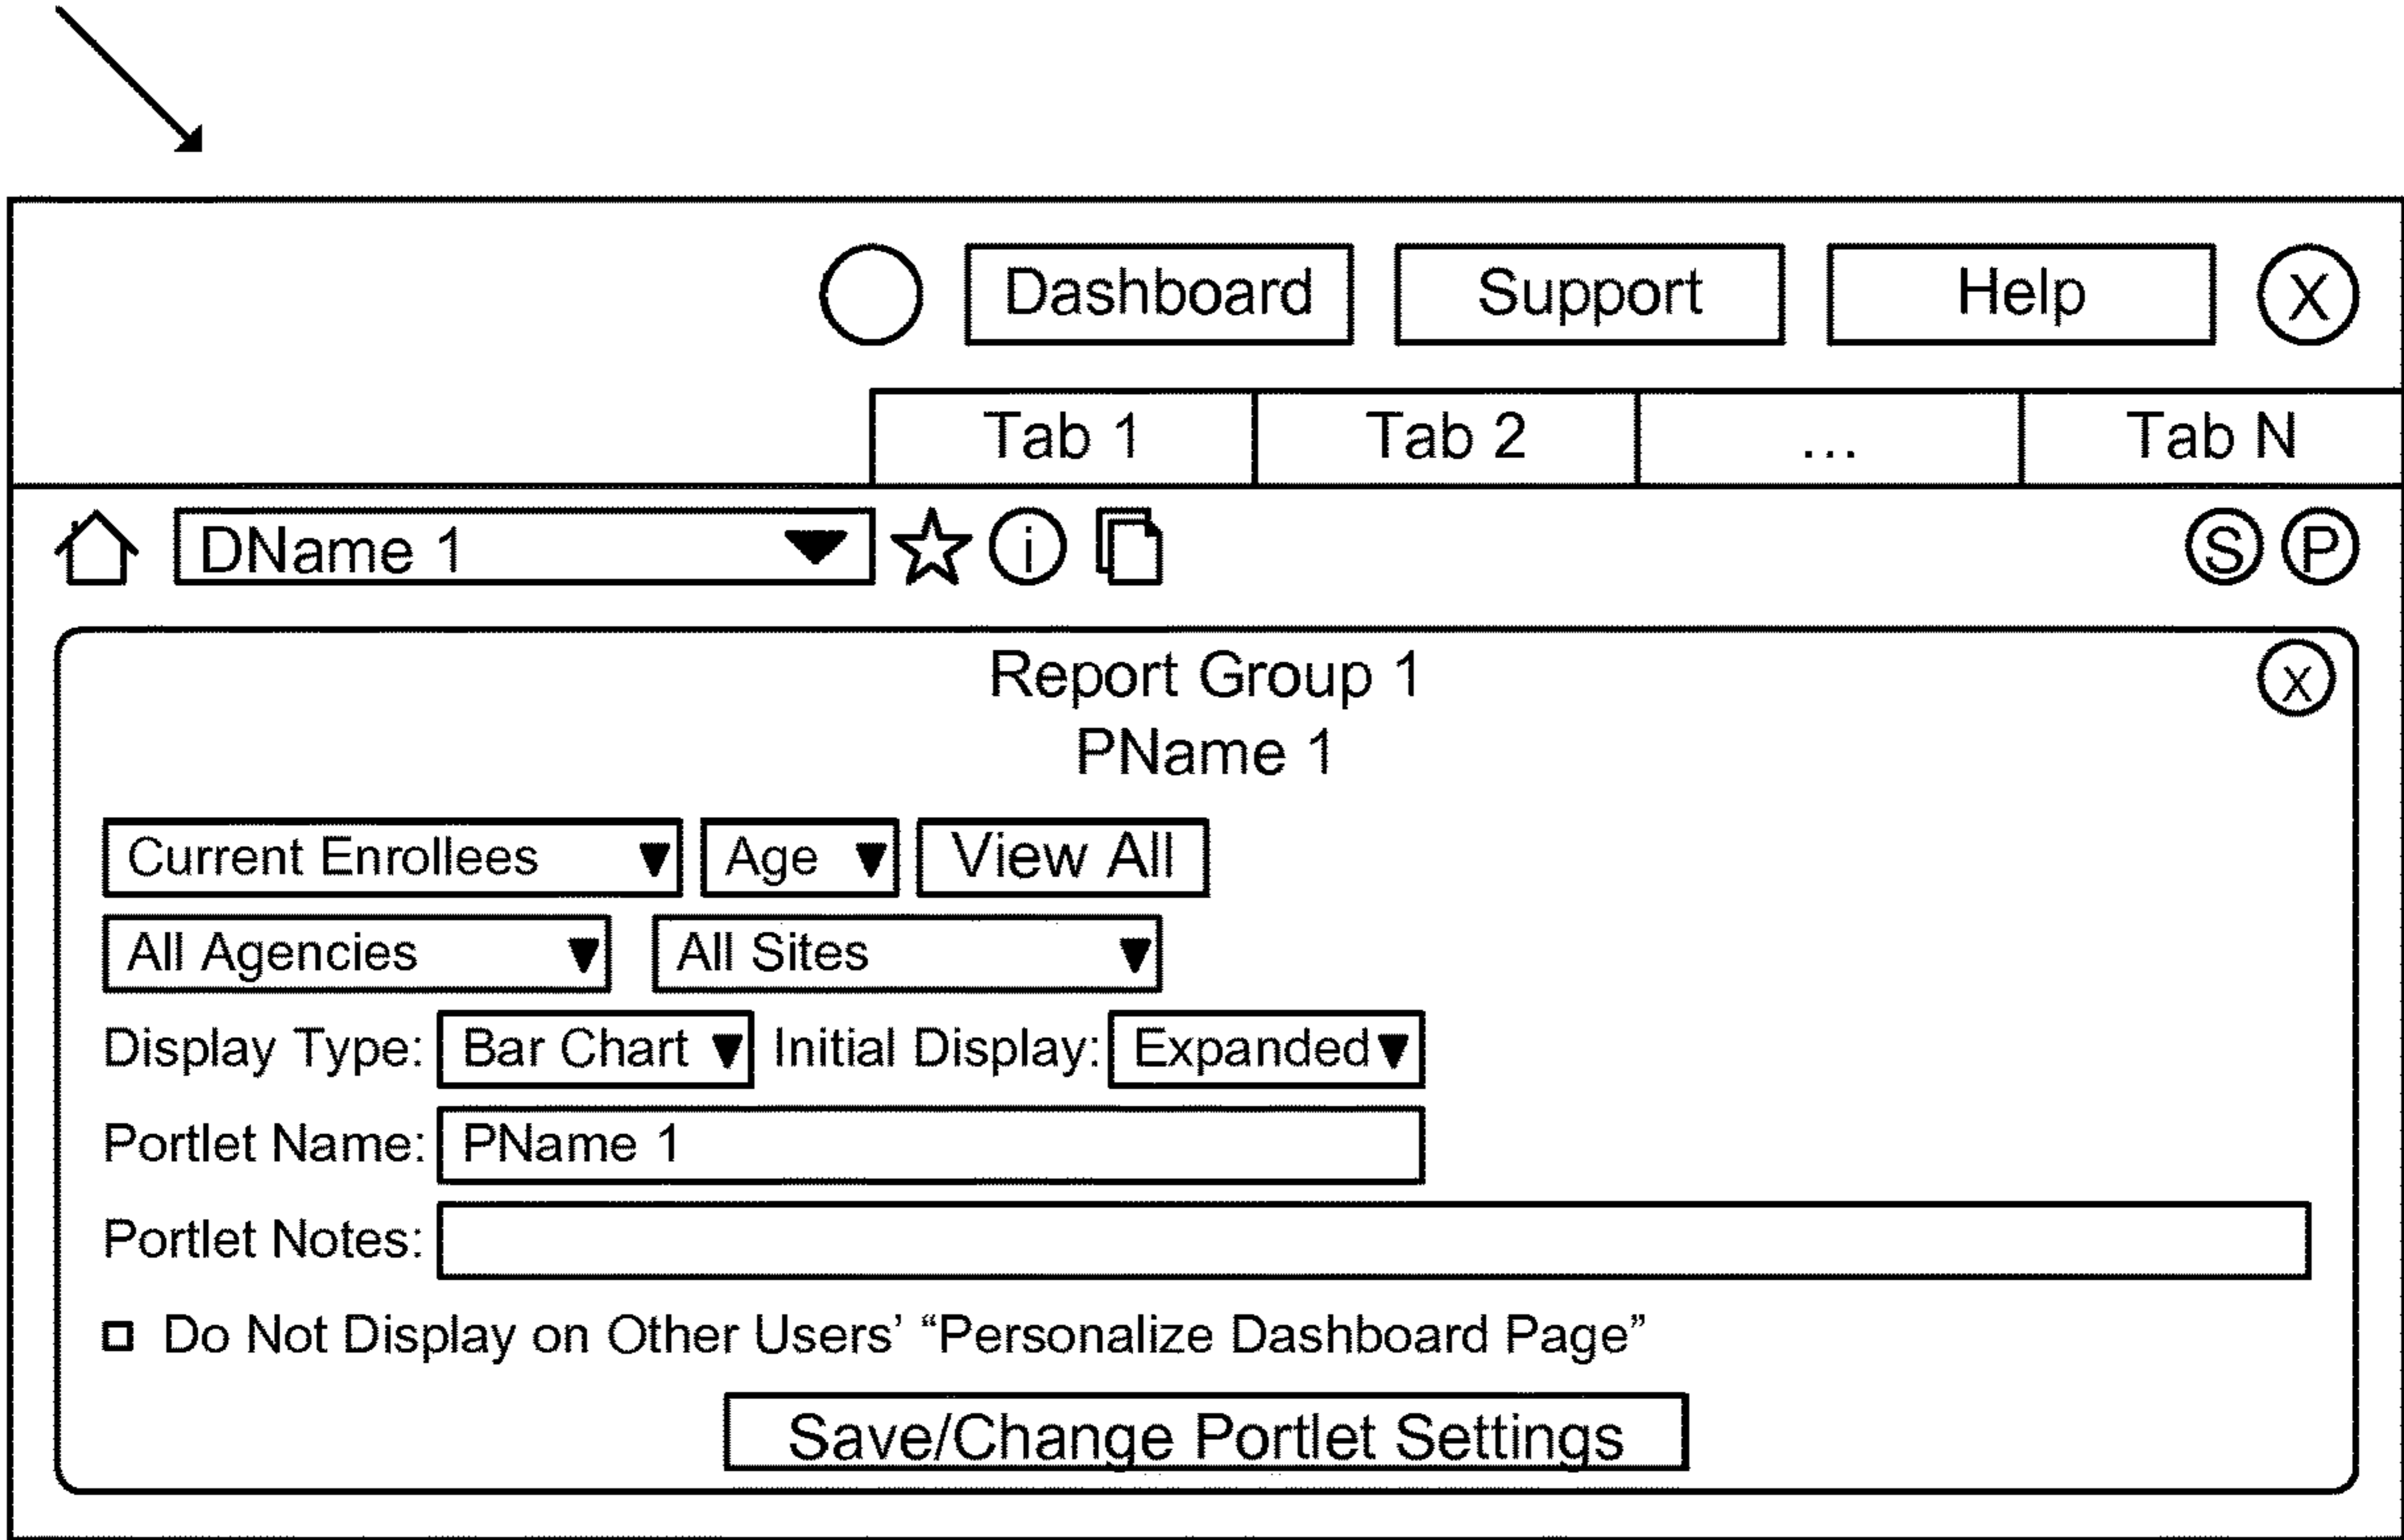 Dashboard Support Help X
Tab 1 Tab 2 ... Tab N
DName 1 i S P
Report Group 1 X
PName 1
Current Enrollees Age View All
All Agencies All Sites
Display Type: Bar Chart Initial Display: Expanded
Portlet Name: PName 1
Portlet Notes:
Do Not Display on Other Users’ “Personalize Dashboard Page”
Save/Change Portlet Settings